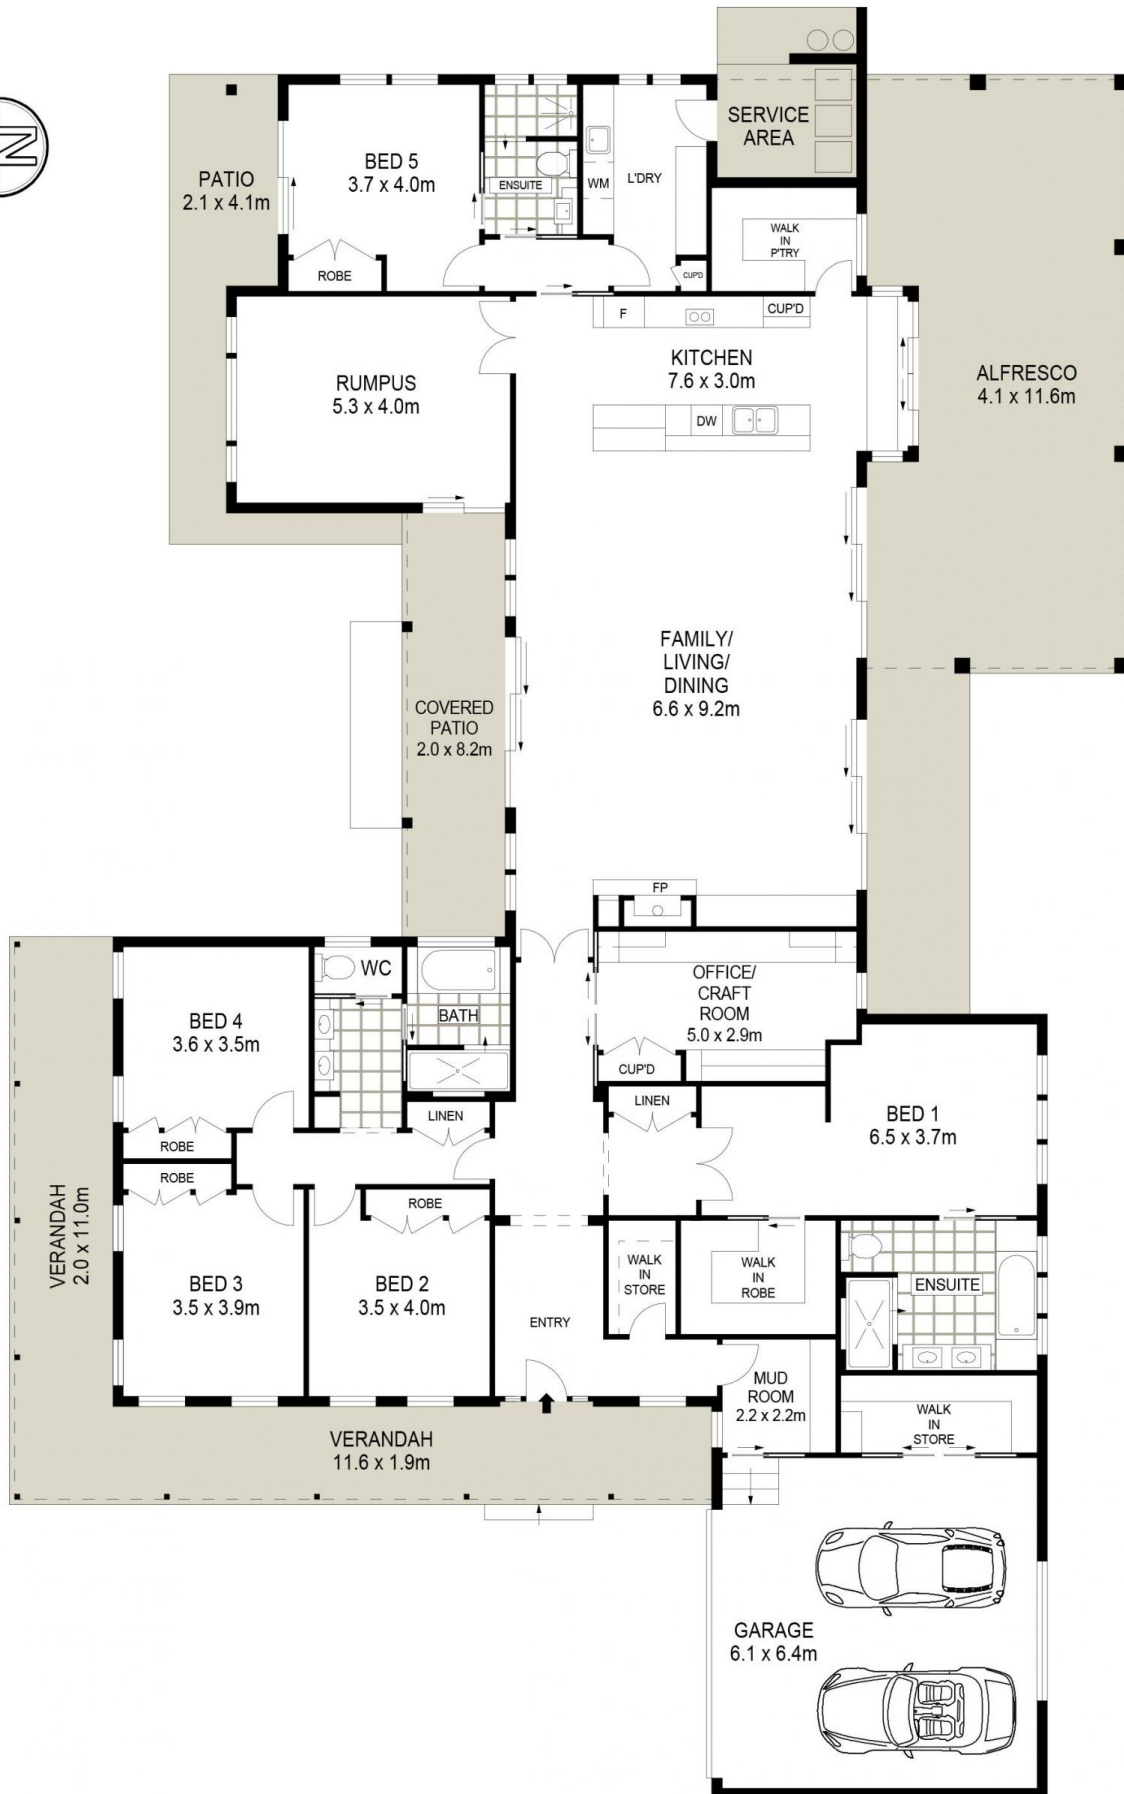 N
SERVICE
AREA
BED 5
3.7 x 4.0m
PATIO
2.1 x 4.1m
ENSUITE
WM
L'DRY
WALK
IN
P'TRY
ROBE
CUP'D
F
CUP'D
KITCHEN
7.6 x 3.0m
RUMPUS
5.3 x 4.0m
ALFRESCO
4.1 x 11.6m
DW
FAMILY/
LIVING/
DINING
6.6 x 9.2m
COVERED
PATIO
2.0 x 8.2m
FP
WC
OFFICE/
CRAFT
ROOM
5.0 x 2.9m
BED 4
3.6 x 3.5m
BATH
CUP'D
LINEN
LINEN
BED 1
6.5 x 3.7m
ROBE
ROBE
ROBE
VERANDAH
2.0 x 11.0m
BED 3
3.5 x 3.9m
BED 2
3.5 x 4.0m
WALK
IN
STORE
WALK
IN
ROBE
ENSUITE
ENTRY
MUD
ROOM
2.2 x 2.2m
WALK
IN
STORE
VERANDAH
11.6 x 1.9m
GARAGE
6.1 x 6.4m